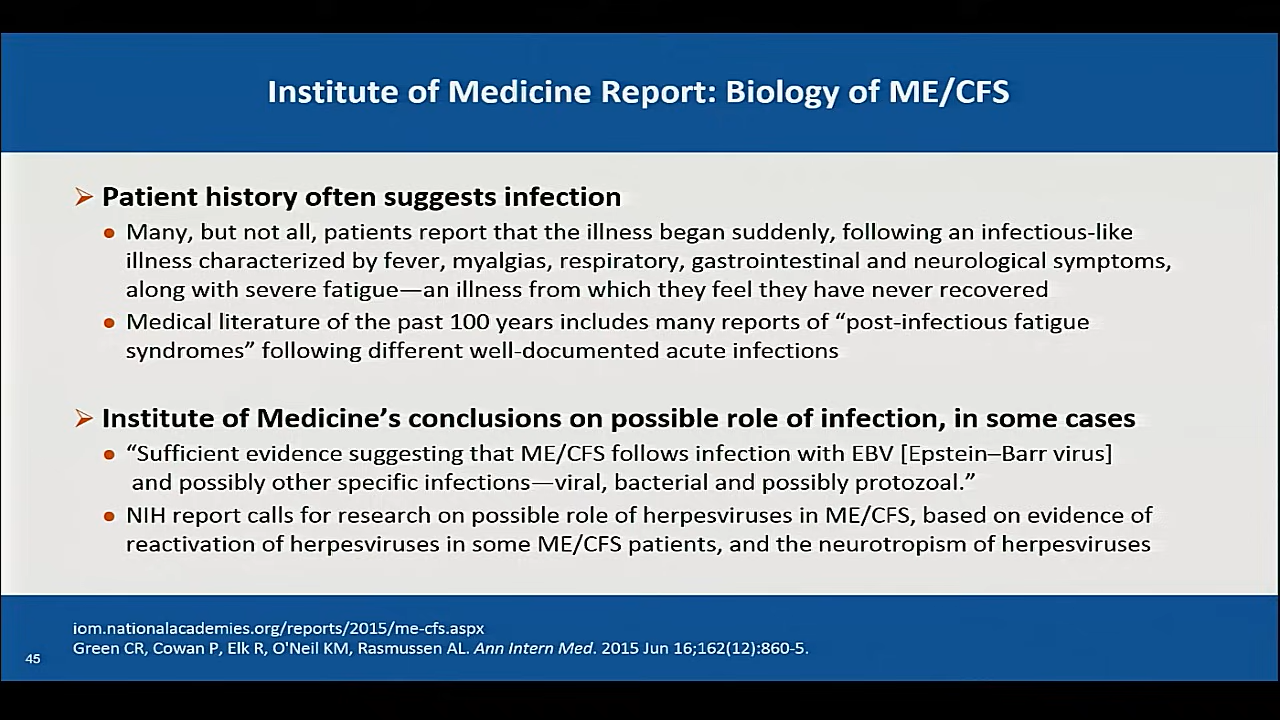 Institute of Medicine Report: Biology of ME/CFS
Patient history often suggests infection
Many, but not all, patients report that the illness began suddenly, following an infectious-like
illness characterized by fever, myalgias, respiratory, gastrointestinal and neurological symptoms,
along with severe fatigue—an illness from which they feel they have never recovered
Medical literature of the past 100 years includes many reports of “post-infectious fatigue
syndromes” following different well-documented acute infections
Institute of Medicine’s conclusions on possible role of infection, in some cases
“Sufficient evidence suggesting that ME/CFS follows infection with EBV [Epstein–Barr virus]
and possibly other specific infections—viral, bacterial and possibly protozoal.”
NIH report calls for research on possible role of herpesviruses in ME/CFS, based on evidence of
reactivation of herpesviruses in some ME/CFS patients, and the neurotropism of herpesviruses
iom.nationalacademies.org/reports/2015/me-cfs.aspx
Green CR, Cowan P, Elk R, O'Neil KM, Rasmussen AL. Ann Intern Med. 2015 Jun 16;162(12):860-5.
45